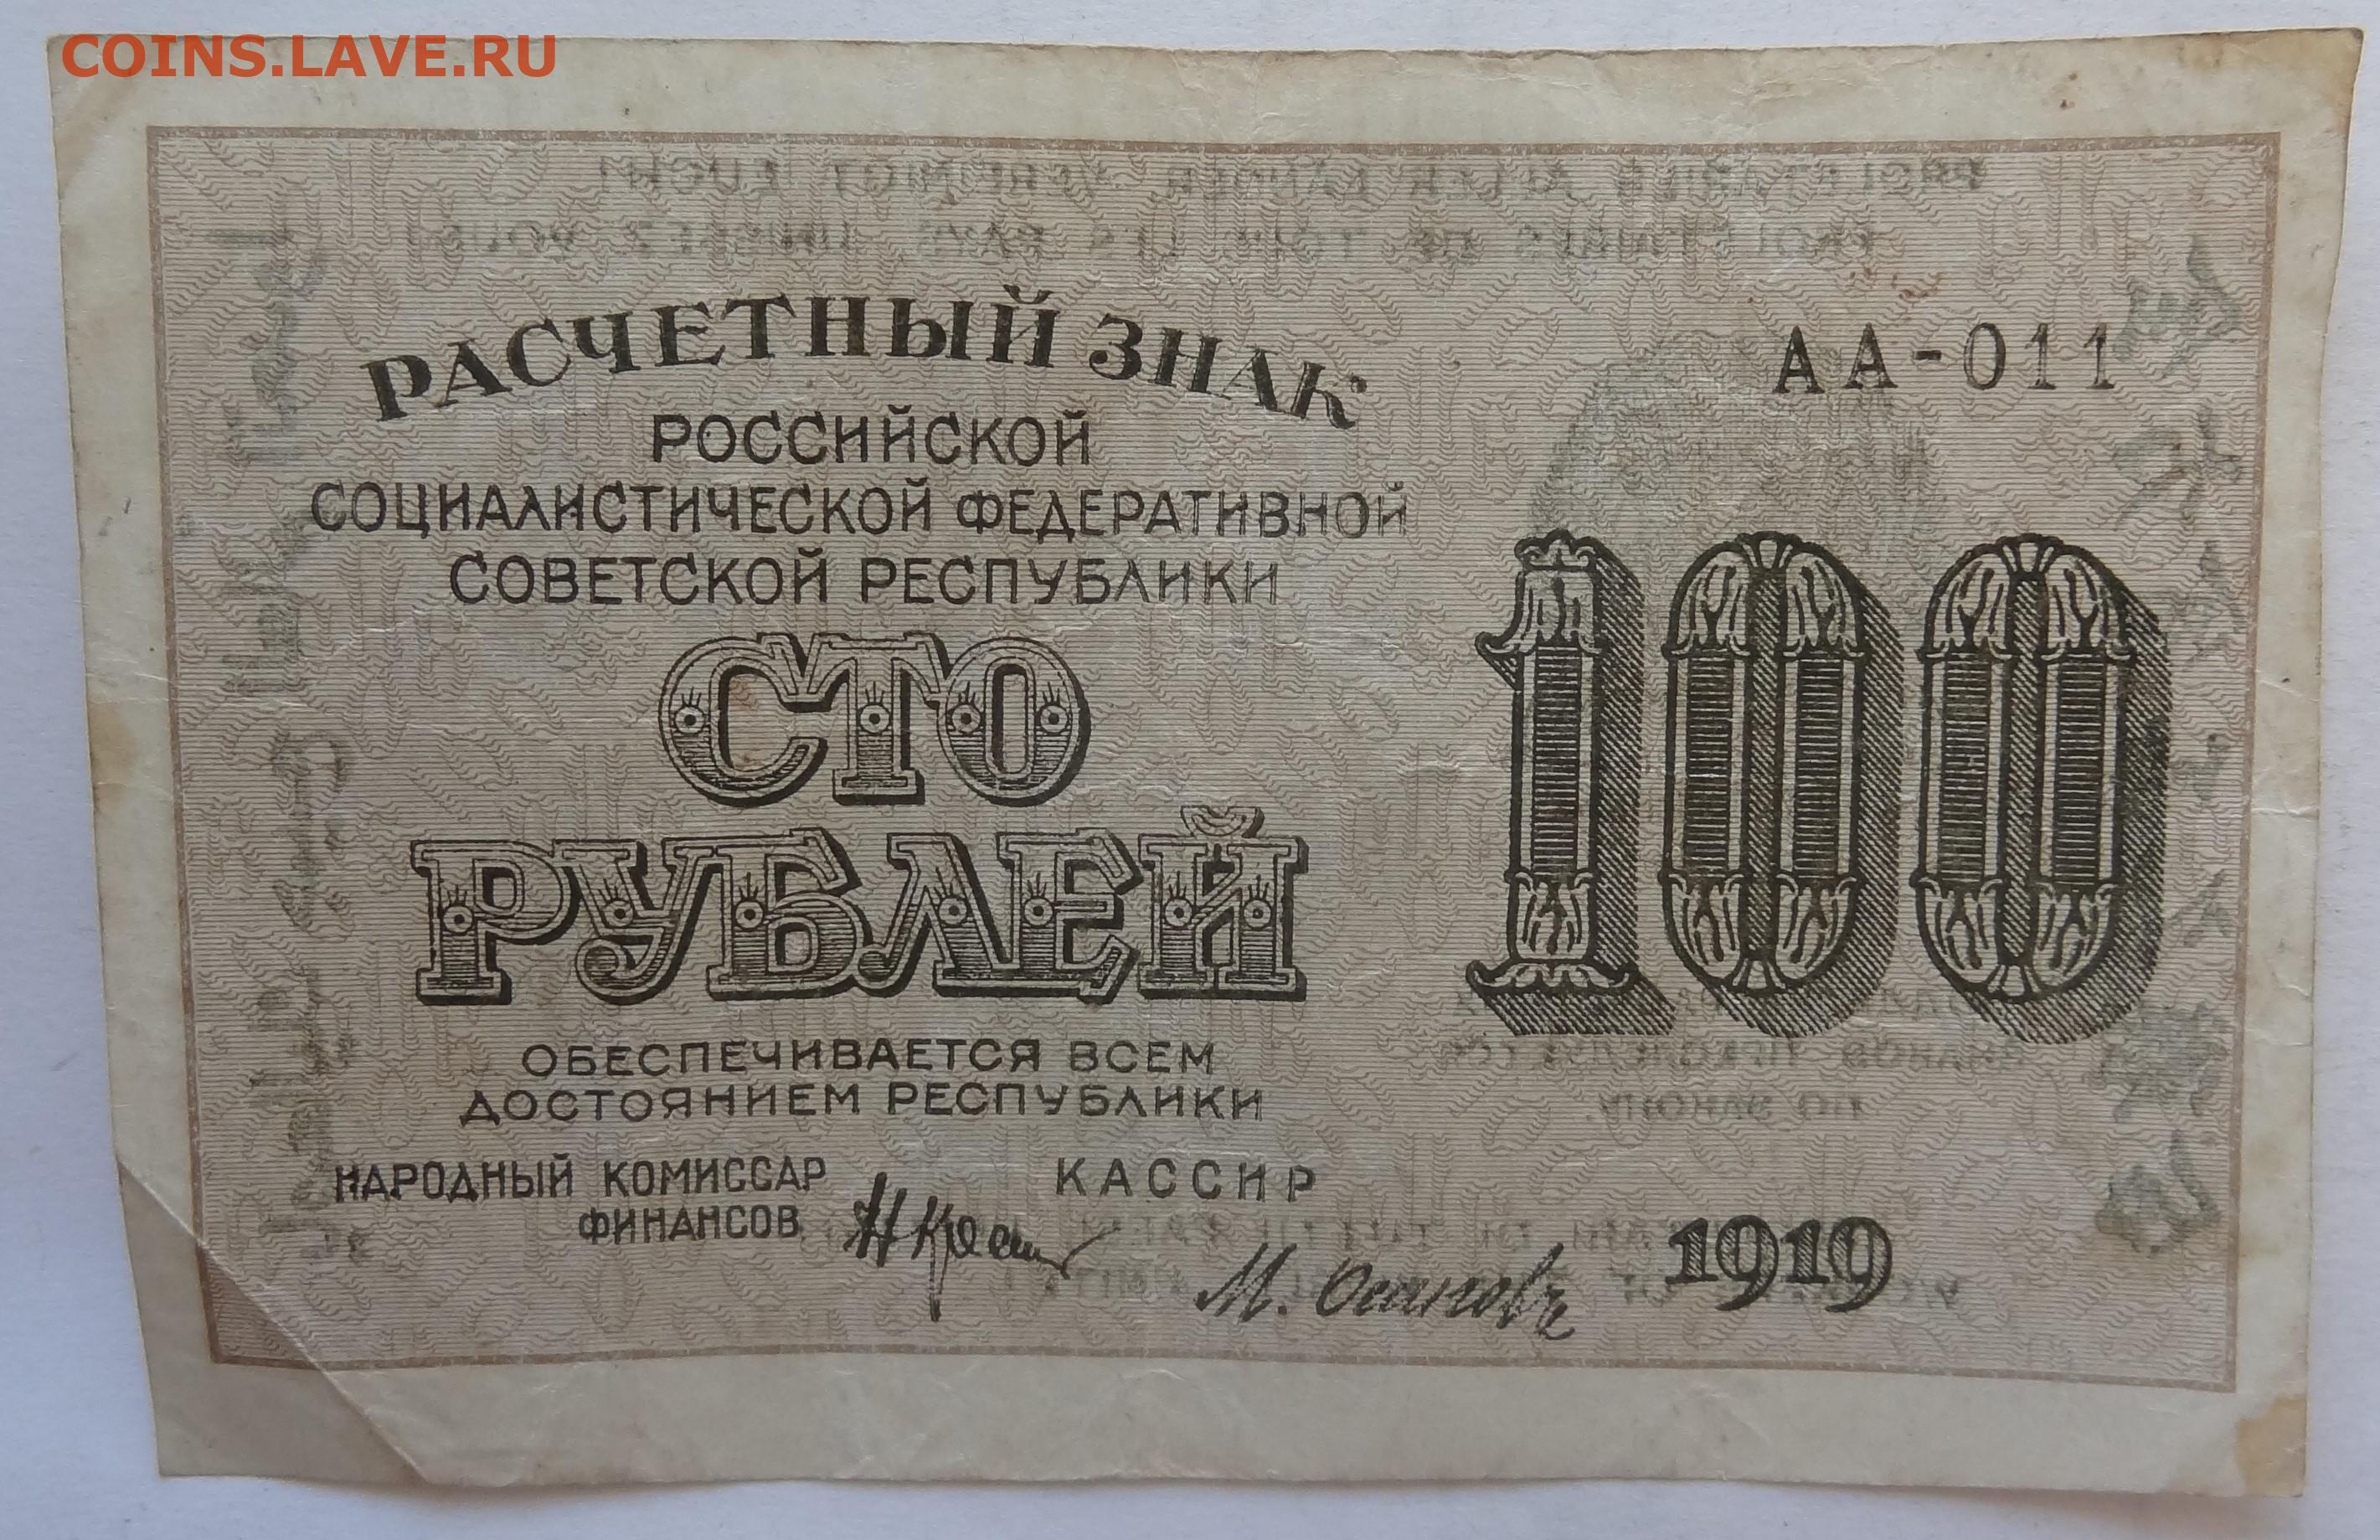 COINS.LAVE.RU
РАСЧЕТНЫЙ ЗНАК
АА-011
РОССИЙСКОЙ
СОЦИАЛИСТИЧЕСКОЙ ФЕДЕРАТИВНОЙ
СОВЕТСКОЙ РЕСПУБЛИКИ
СТО
РУБЛЕЙ
100
ОБЕСПЕЧИВАЕТСЯ ВСЕМ
ДОСТОЯНИЕМ РЕСПУБЛИКИ
НАРОДНЫЙ КОМИССАР
ФИНАНСОВ
КАССИР
М. Осиповъ
1919